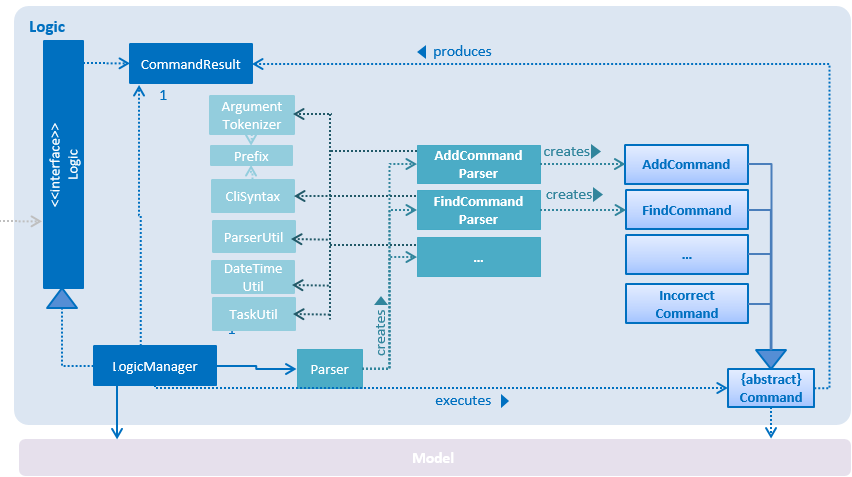 Logic
produces
<<interface>>
Logic
CommandResult
1
Argument
Tokenizer
Prefix
CliSyntax
ParserUtil
DateTime
Util
TaskUtil
1
AddCommand
Parser
FindCommand
Parser
...
creates
creates
AddCommand
FindCommand
...
Incorrect
Command
creates
LogicManager
Parser
executes
{abstract}
Command
Model